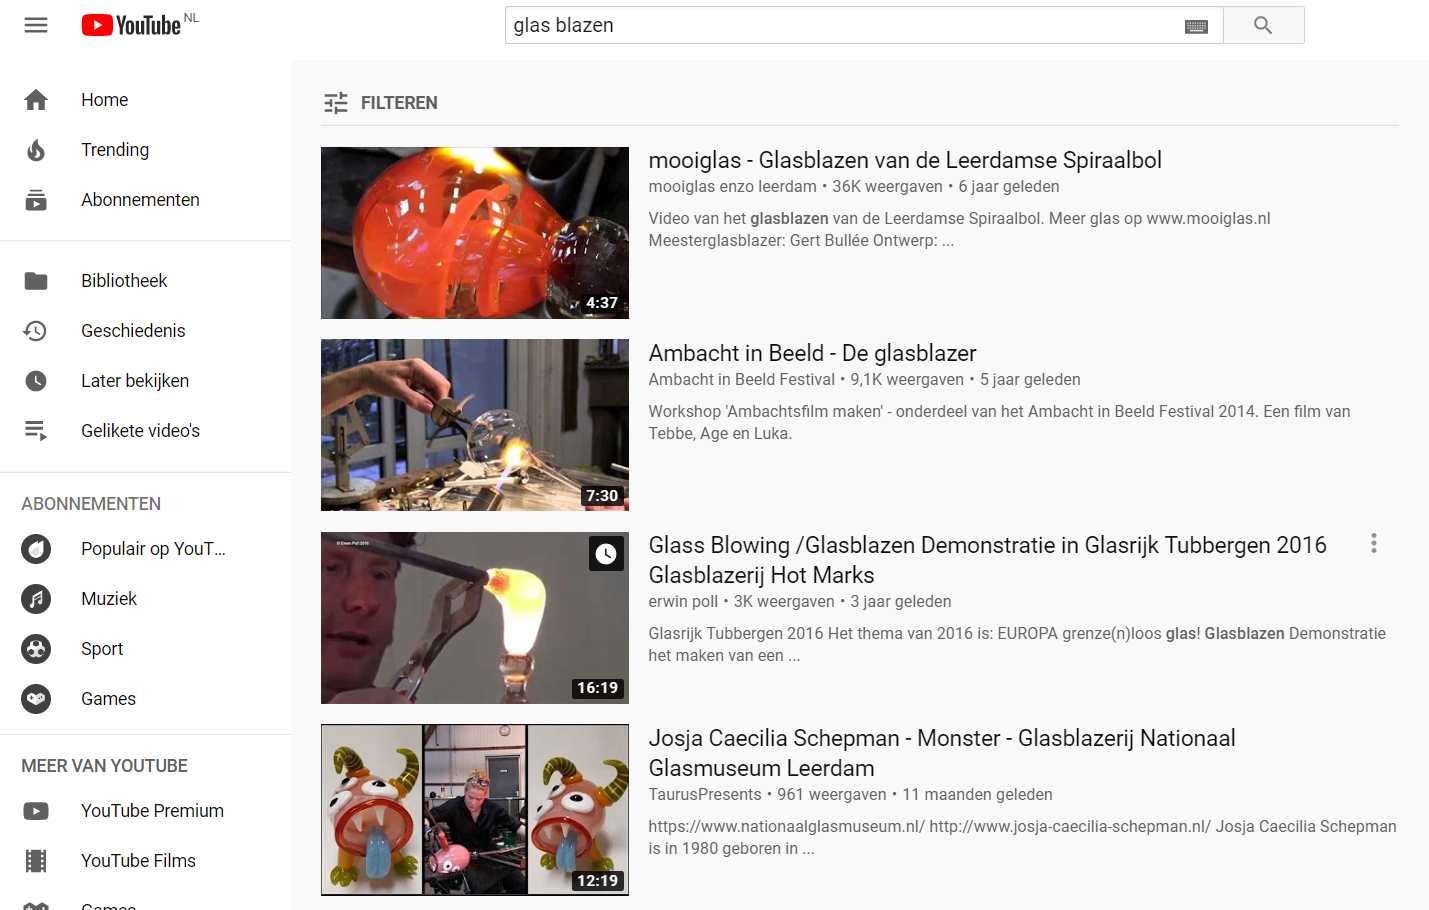 YouTube NL
glas blazen
Home
Trending
Abonnementen
Bibliotheek
Geschiedenis
Later bekijken
Gelikete video's
ABONNEMENTEN
Populair op YouT...
Muziek
Sport
Games
MEER VAN YOUTUBE
YouTube Premium
YouTube Films
Games
FILTEREN
4:37
mooiglas - Glasblazen van de Leerdamse Spiraalbol
mooiglas enzo leerdam • 36K weergaven • 6 jaar geleden
Video van het glasblazen van de Leerdamse Spiraalbol. Meer glas op www.mooiglas.nl
Meesterglasblazer: Gert Bullée Ontwerp: ...
7:30
Ambacht in Beeld - De glasblazer
Ambacht in Beeld Festival • 9,1K weergaven • 5 jaar geleden
Workshop 'Ambachtsfilm maken' - onderdeel van het Ambacht in Beeld Festival 2014. Een film van
Tebbe, Age en Luka.
© Erwin Poll 2016
16:19
Glass Blowing /Glasblazen Demonstratie in Glasrijk Tubbergen 2016
Glasblazerij Hot Marks
erwin poll • 3K weergaven • 3 jaar geleden
Glasrijk Tubbergen 2016 Het thema van 2016 is: EUROPA grenze(n)loos glas! Glasblazen Demonstratie
het maken van een ...
12:19
Josja Caecilia Schepman - Monster - Glasblazerij Nationaal
Glasmuseum Leerdam
TaurusPresents • 961 weergaven • 11 maanden geleden
https://www.nationaalglasmuseum.nl/ http://www.josja-caecilia-schepman.nl/ Josja Caecilia Schepman
is in 1980 geboren in ...